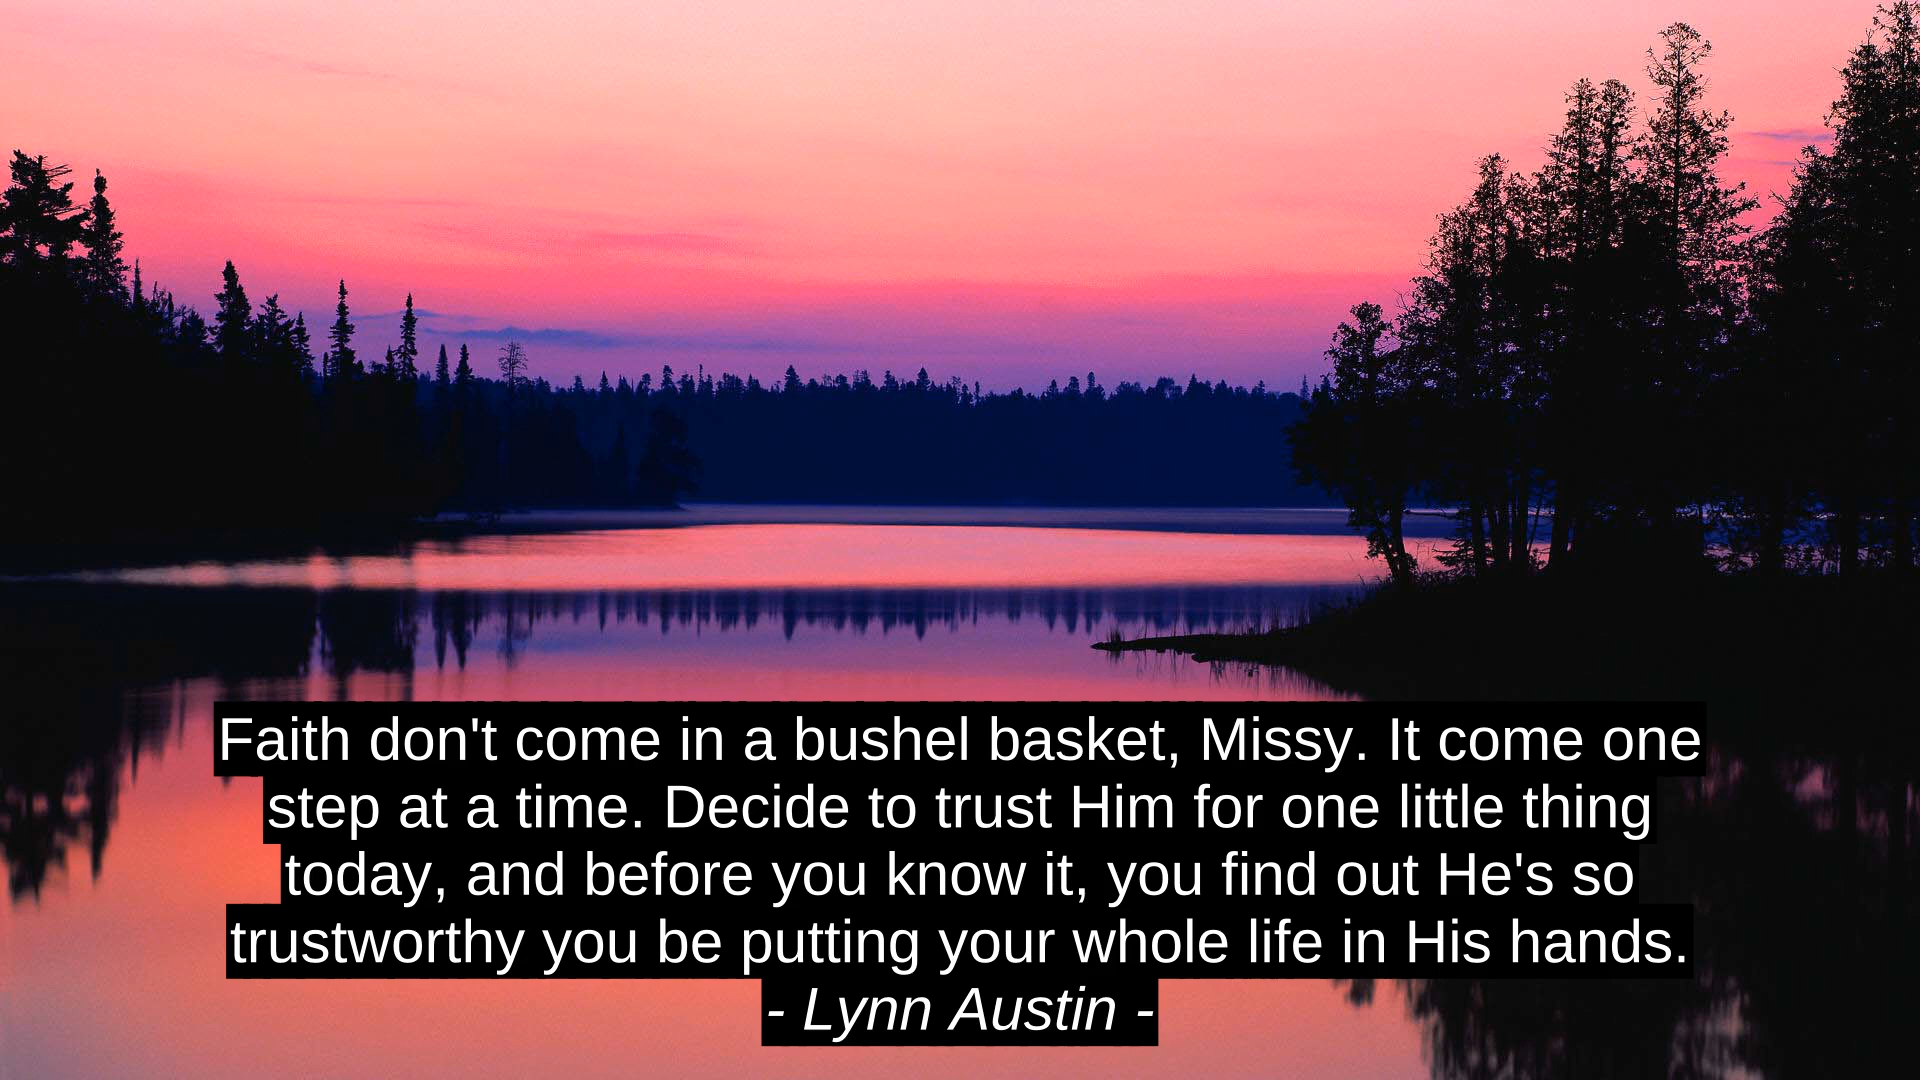 Faith don't come in a bushel basket, Missy. It come one
step at a time. Decide to trust Him for one little thing
today, and before you know it, you find out He's so
trustworthy you be putting your whole life in His hands.
- Lynn Austin -